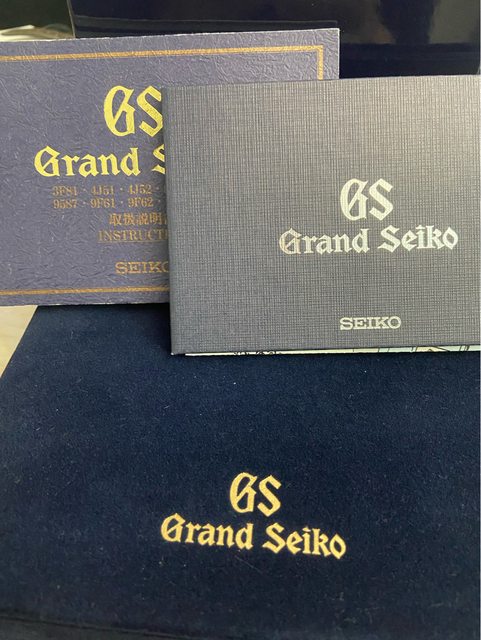 GS
Grand S
3F81 · 4J51 · 4J52 ·
9587 · 9F61 · 9F62 ·
取扱説明
INSTRUCT
SEIKO
GS
Grand Seiko
SEIKO
GS
Grand Seiko